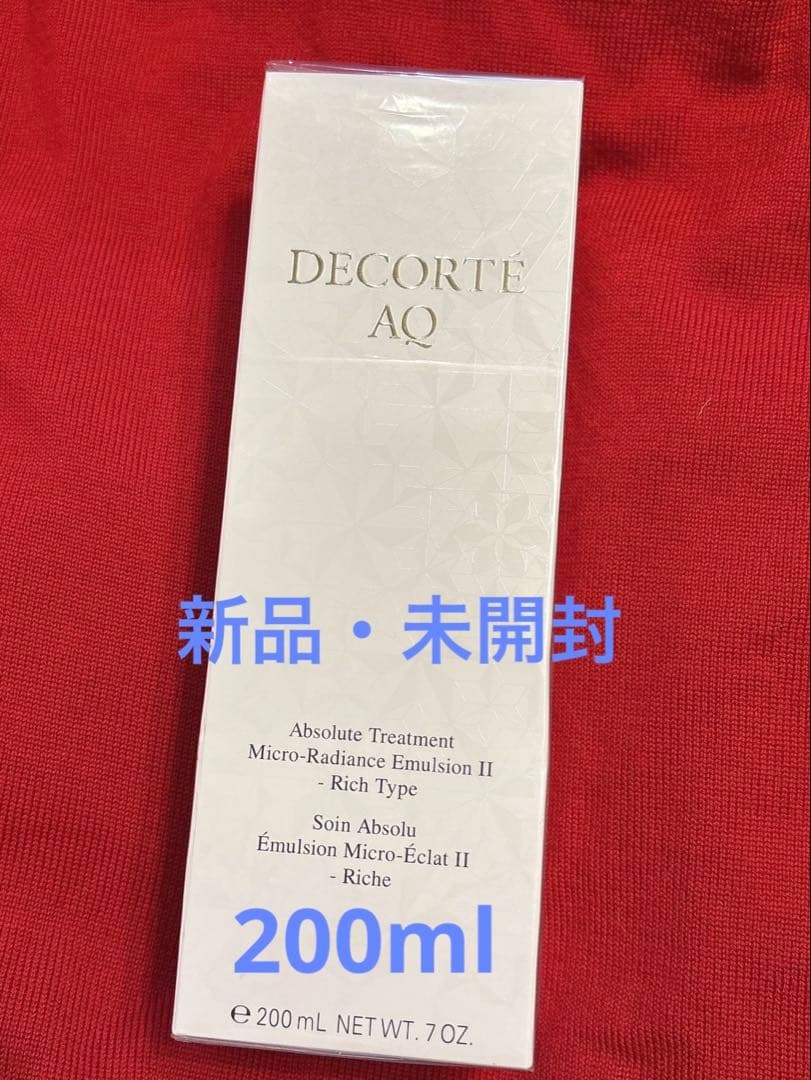 DECORTÉ
AQ
新品・未開封
Absolute Treatment
Micro-Radiance Emulsion II
- Rich Type
Soin Absolu
Émulsion Micro-Éclat II
- Riche
200ml
℮ 200 mL NET WT. 7 OZ.